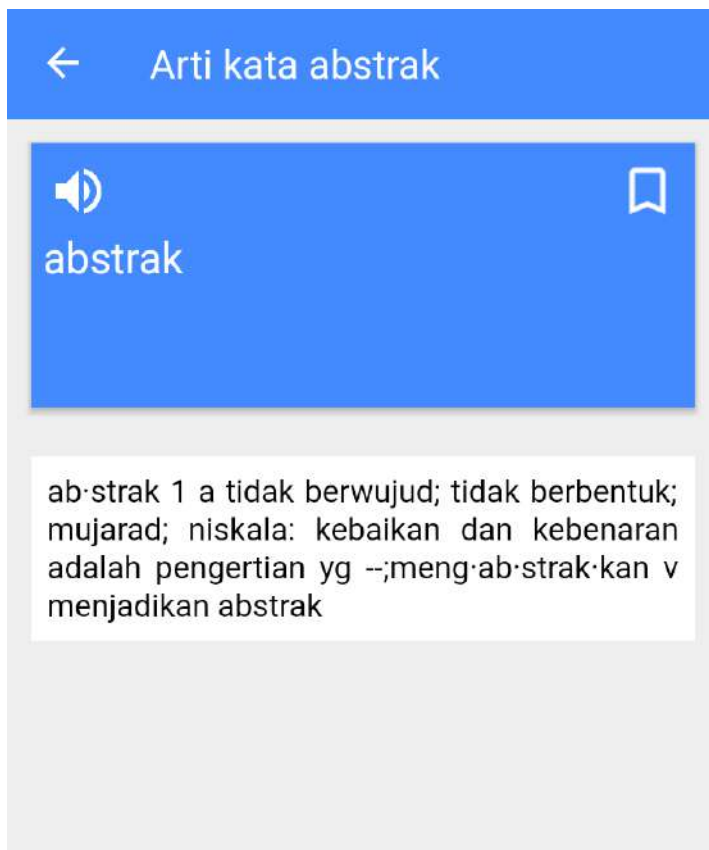 Arti kata abstrak
abstrak
ab·strak 1 a tidak berwujud; tidak berbentuk;
mujarad; niskala: kebaikan dan kebenaran
adalah pengertian yg --;meng·ab·strak·kan v
menjadikan abstrak